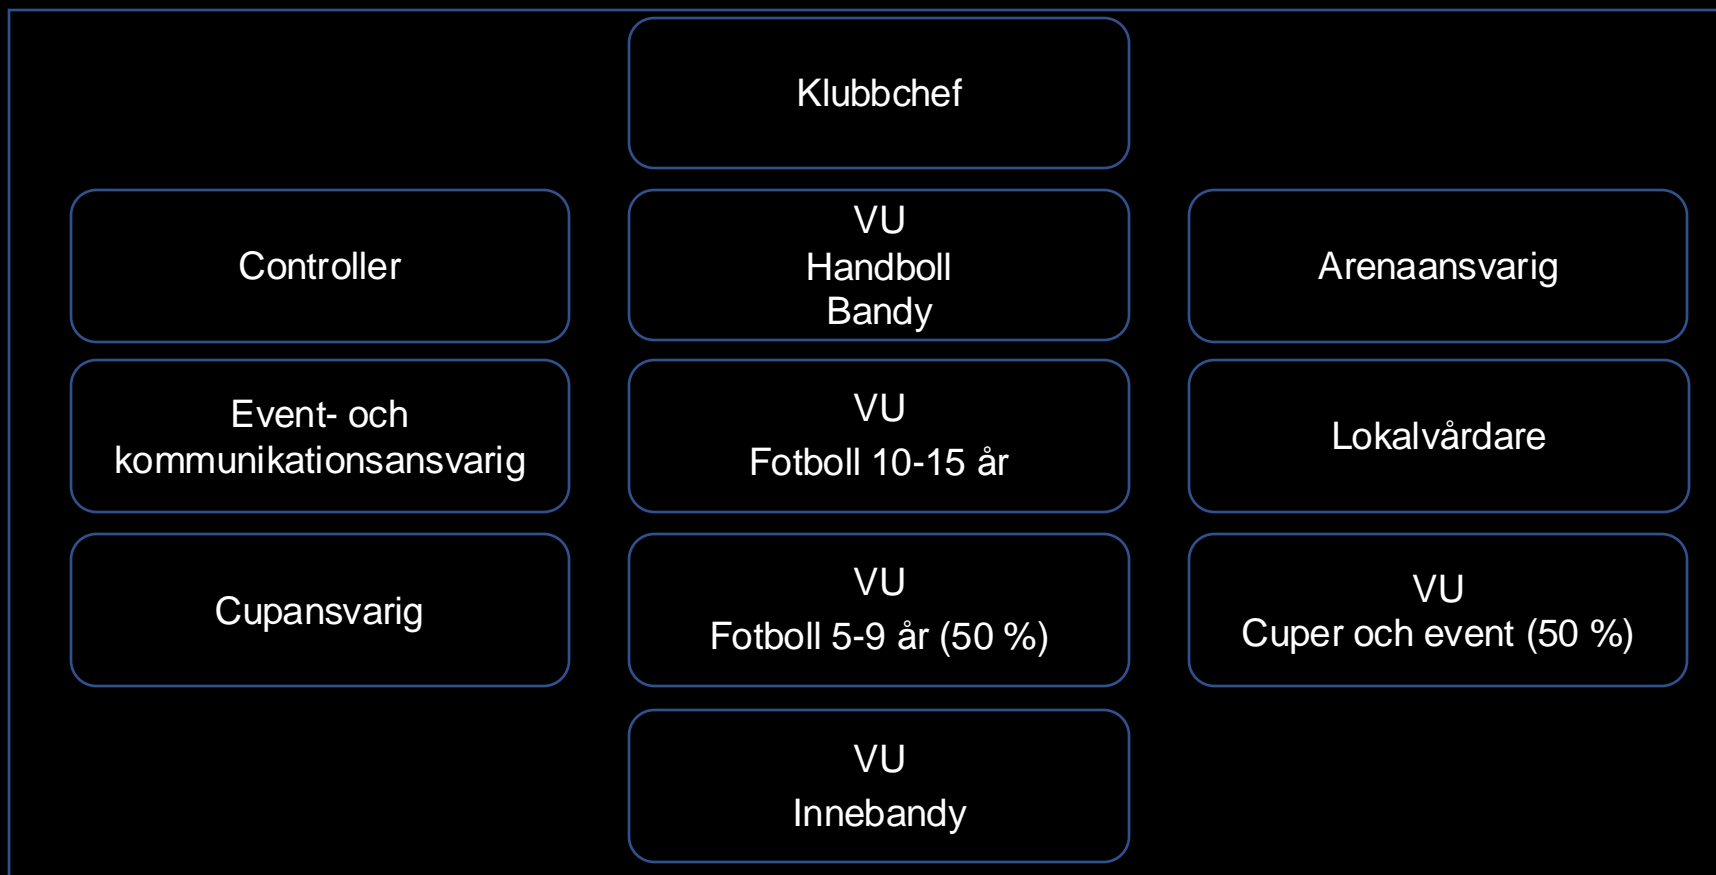 Klubbchef
Controller
VU
Handboll
Bandy
Arenaansvarig
Event- och
kommunikationsansvarig
VU
Fotboll 10-15 år
Lokalvårdare
Cupansvarig
VU
Fotboll 5-9 år (50 %)
VU
Cuper och event (50 %)
VU
Innebandy